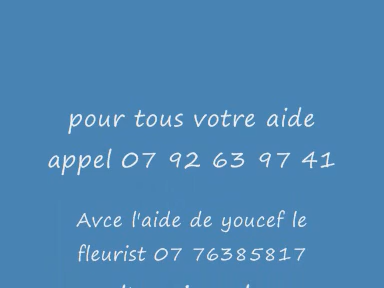 pour tous votre aide
appel 07 92 63 97 41
Avce l'aide de youcef le
fleurist 07 76385817